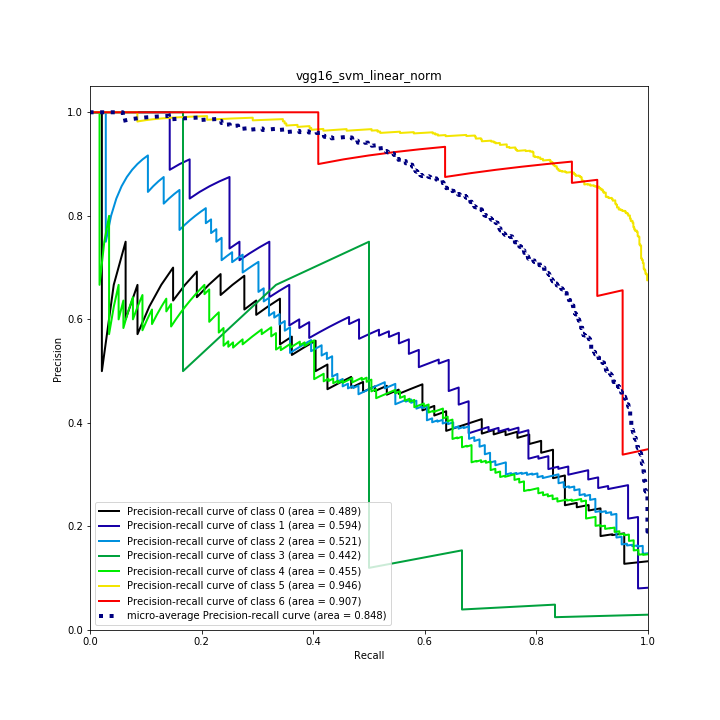 vgg16_svm_linear_norm
Precision
1.0
0.8
0.6
0.4
0.2
0.0
Precision-recall curve of class 0 (area = 0.489)
Precision-recall curve of class 1 (area = 0.594)
Precision-recall curve of class 2 (area = 0.521)
Precision-recall curve of class 3 (area = 0.442)
Precision-recall curve of class 4 (area = 0.455)
Precision-recall curve of class 5 (area = 0.946)
Precision-recall curve of class 6 (area = 0.907)
micro-average Precision-recall curve (area = 0.848)
0.0 0.2 0.4 0.6 0.8 1.0
Recall